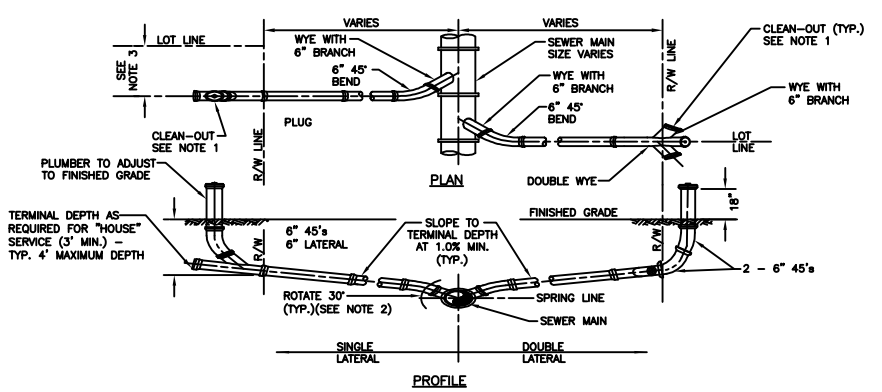 VARIES
VARIES
LOT LINE
WYE WITH
6" BRANCH
SEWER MAIN
SIZE VARIES
CLEAN-OUT (TYP.)
SEE NOTE 1
SEE
NOTE 3
6" 45°
BEND
WYE WITH
6" BRANCH
R/W LINE
WYE WITH
6" BRANCH
6" 45°
BEND
PLUG
CLEAN-OUT
SEE NOTE 1
R/W LINE
LOT
LINE
PLAN
DOUBLE WYE
PLUMBER TO ADJUST
TO FINISHED GRADE
18"
FINISHED GRADE
TERMINAL DEPTH AS
REQUIRED FOR "HOUSE"
SERVICE (3' MIN.) -
TYP. 4' MAXIMUM DEPTH
R/W
6" 45's
6" LATERAL
SLOPE TO
TERMINAL DEPTH
AT 1.0% MIN.
(TYP.)
R/W
2 - 6" 45's
ROTATE 30°
(TYP.)(SEE NOTE 2)
SPRING LINE
SEWER MAIN
SINGLE
LATERAL
DOUBLE
LATERAL
PROFILE